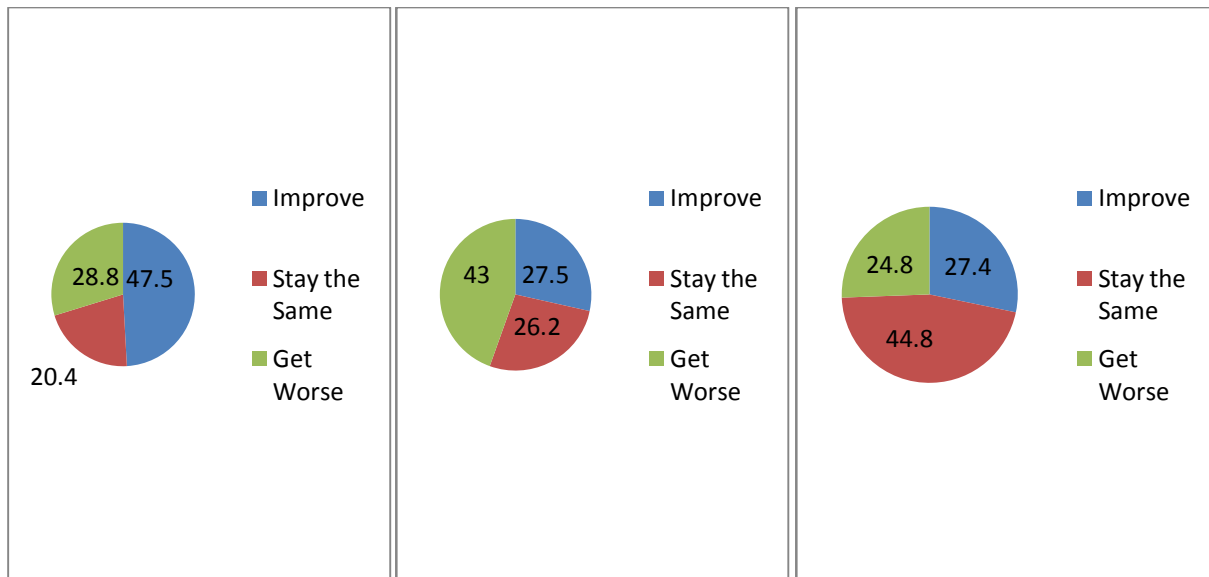 28.8
47.5
20.4
Improve
Stay the
Same
Get
Worse
43
27.5
26.2
Improve
Stay the
Same
Get
Worse
24.8
27.4
44.8
Improve
Stay the
Same
Get
Worse